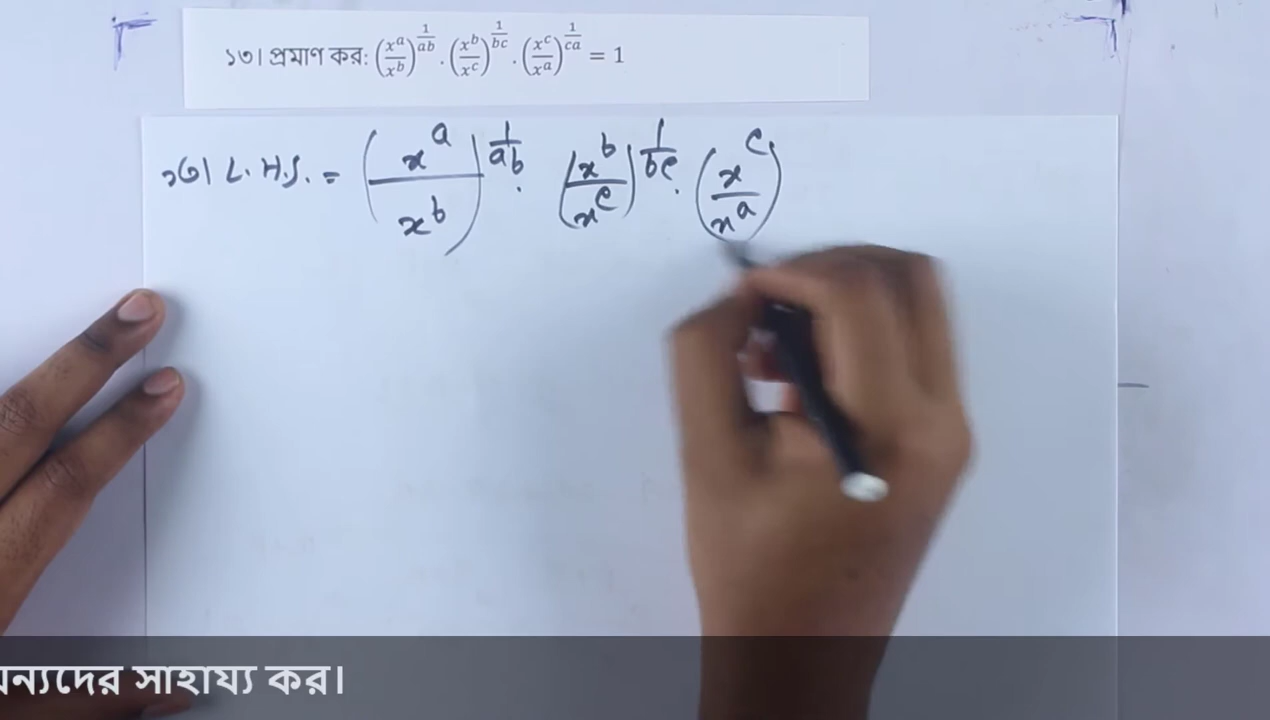 ১৩। প্রমাণ কর: (x^a/x^b)^(1/ab) . (x^b/x^c)^(1/bc) . (x^c/x^a)^(1/ca) = 1
১৩। L.H.S. = (x^a/x^b)^(1/ab) . (x^b/x^c)^(1/bc) . (x^c/x^a)
ন্যদের সাহায্য কর।